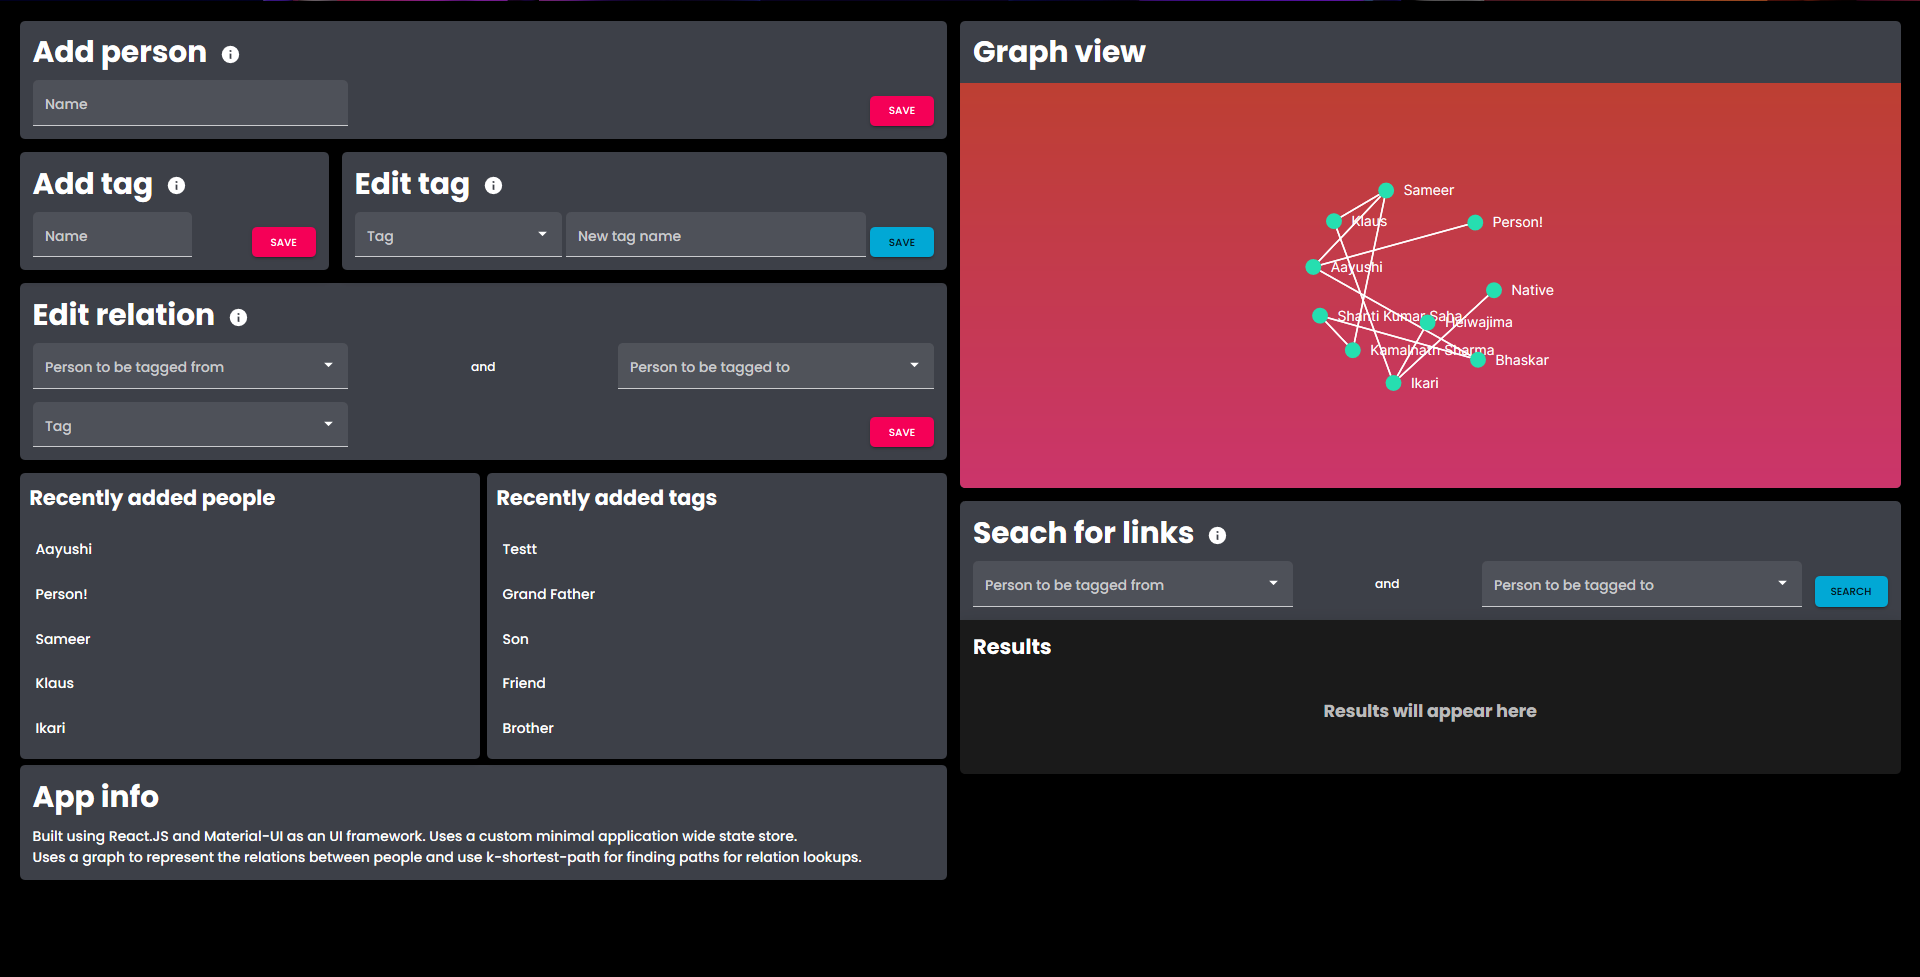 Add person
Name
SAVE
Add tag
Name
SAVE
Edit tag
Tag
New tag name
SAVE
Edit relation
Person to be tagged from
and
Person to be tagged to
Tag
SAVE
Recently added people
Aayushi
Person!
Sameer
Klaus
Ikari
Recently added tags
Testt
Grand Father
Son
Friend
Brother
App info
Built using React.JS and Material-UI as an UI framework. Uses a custom minimal application wide state store.
Uses a graph to represent the relations between people and use k-shortest-path for finding paths for relation lookups.
Graph view
Sameer
Klaus
Person!
Aayushi
Native
Shanti Kumar Saha
Heiwajima
Kamalnath Sharma
Bhaskar
Ikari
Seach for links
Person to be tagged from
and
Person to be tagged to
SEARCH
Results
Results will appear here